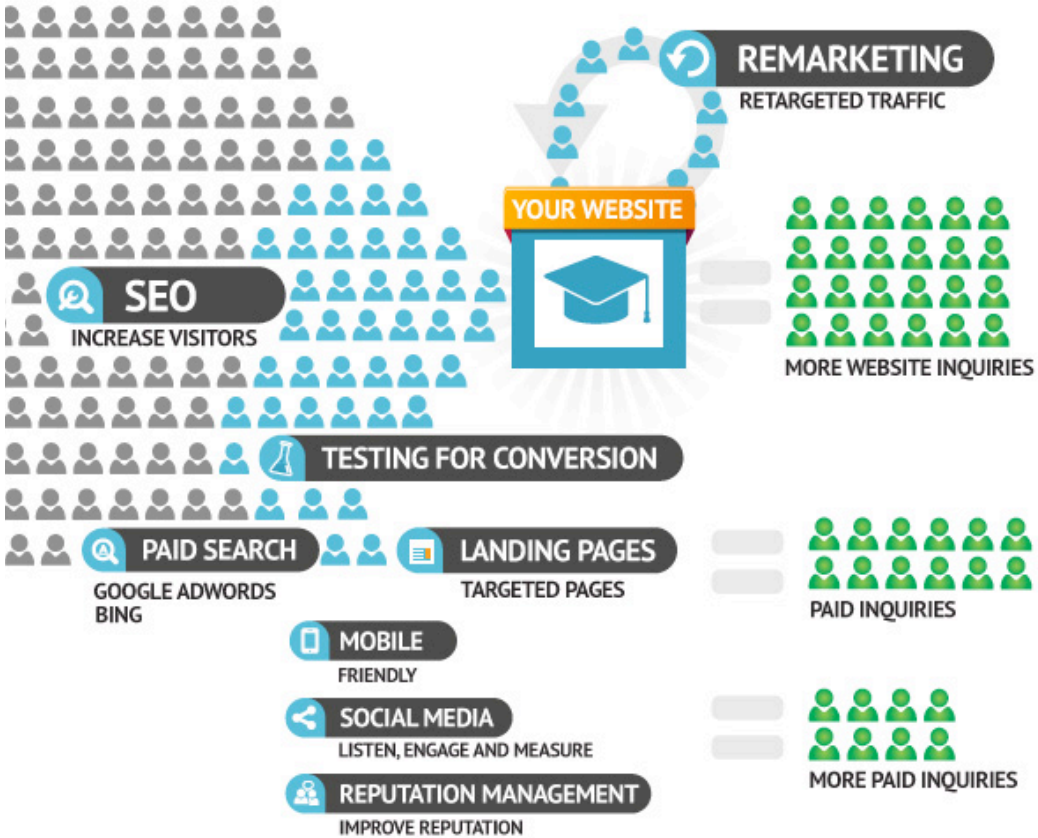 REMARKETING
RETARGETED TRAFFIC
YOUR WEBSITE
SEO
INCREASE VISITORS
MORE WEBSITE INQUIRIES
TESTING FOR CONVERSION
PAID SEARCH
GOOGLE ADWORDS
BING
LANDING PAGES
TARGETED PAGES
PAID INQUIRIES
MOBILE
FRIENDLY
SOCIAL MEDIA
LISTEN, ENGAGE AND MEASURE
MORE PAID INQUIRIES
REPUTATION MANAGEMENT
IMPROVE REPUTATION